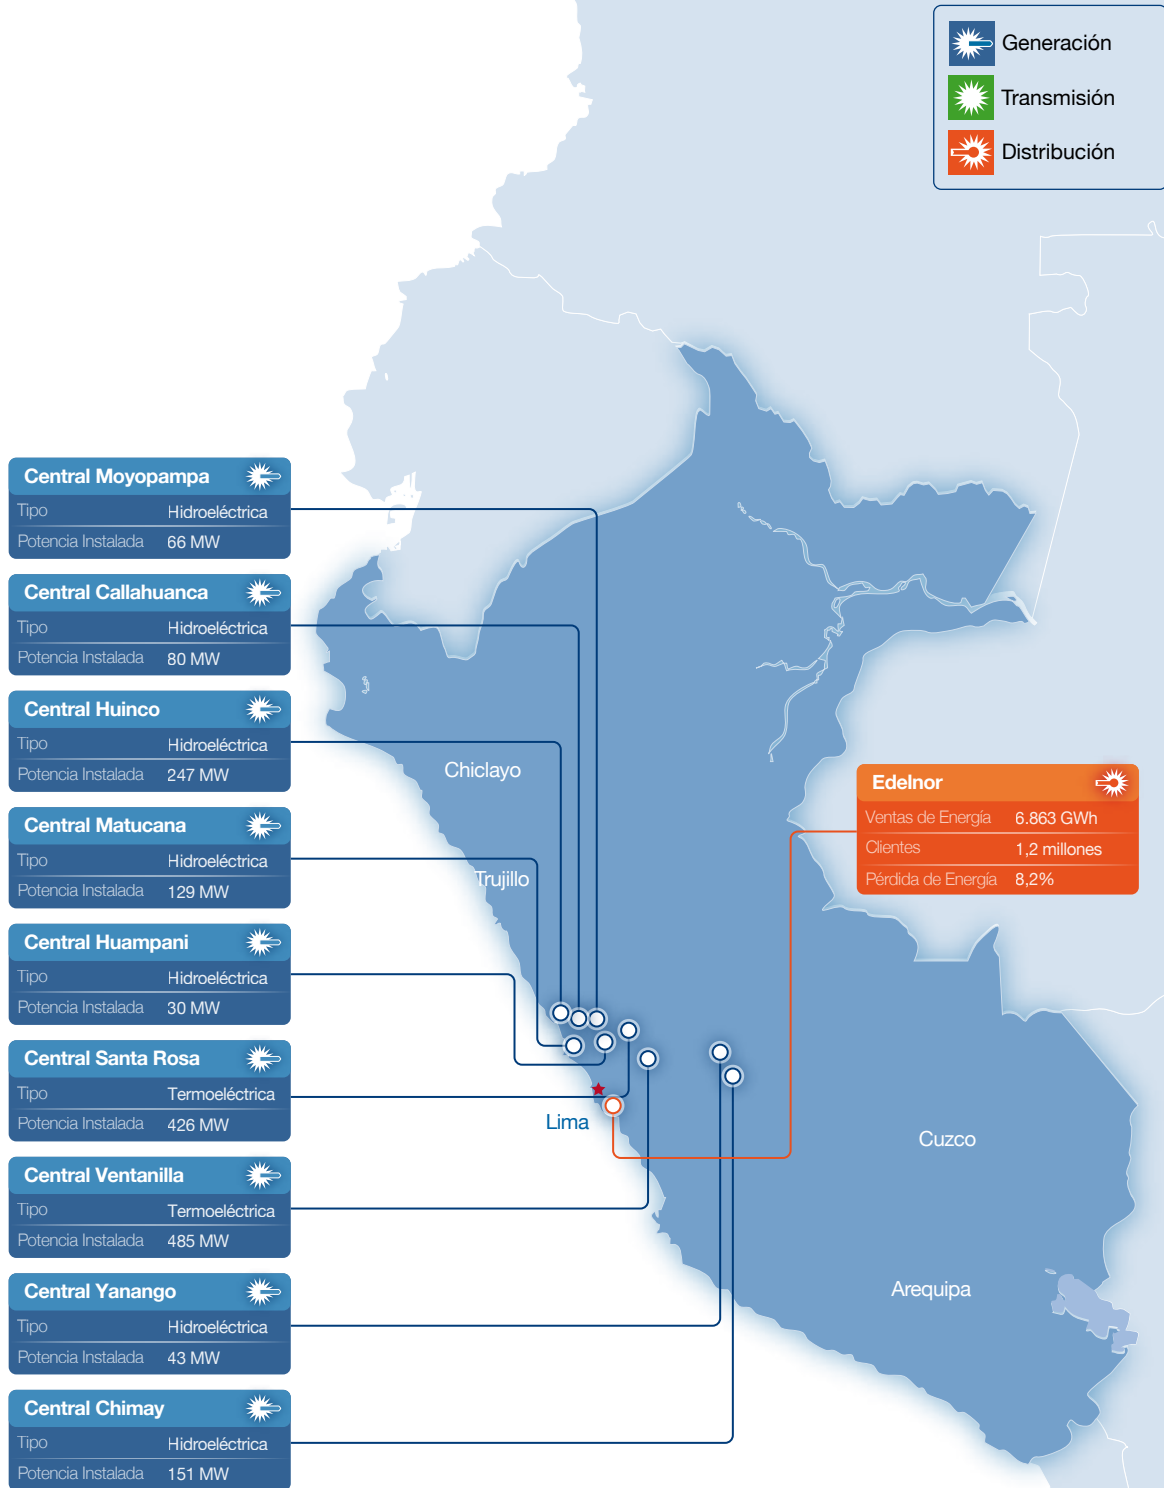 Generación
Transmisión
Distribución
Central Moyopampa
Tipo Hidroeléctrica
Potencia Instalada 66 MW
Central Callahuanca
Tipo Hidroeléctrica
Potencia Instalada 80 MW
Central Huinco
Tipo Hidroeléctrica
Potencia Instalada 247 MW
Central Matucana
Tipo Hidroeléctrica
Potencia Instalada 129 MW
Central Huampani
Tipo Hidroeléctrica
Potencia Instalada 30 MW
Central Santa Rosa
Tipo Termoeléctrica
Potencia Instalada 426 MW
Central Ventanilla
Tipo Termoeléctrica
Potencia Instalada 485 MW
Central Yanango
Tipo Hidroeléctrica
Potencia Instalada 43 MW
Central Chimay
Tipo Hidroeléctrica
Potencia Instalada 151 MW
Chiclayo
Trujillo
Lima
Cuzco
Arequipa
Edelnor
Ventas de Energía 6.863 GWh
Clientes 1,2 millones
Pérdida de Energía 8,2%